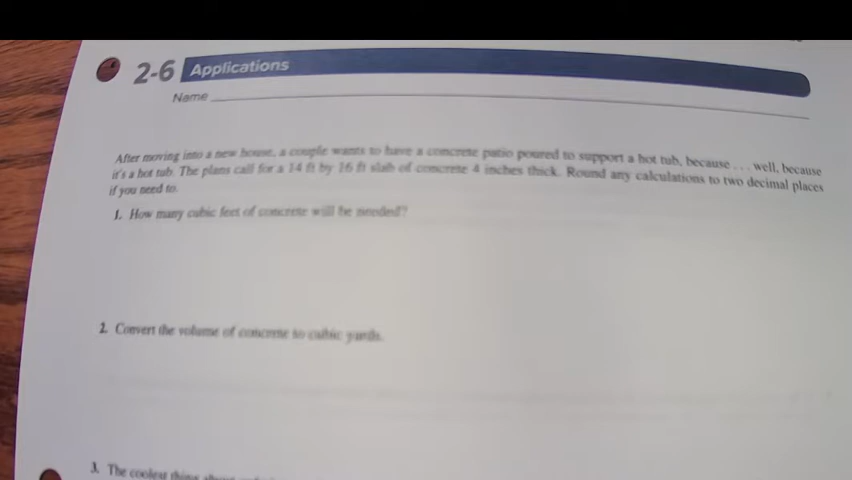 2-6 Applications
Name
After moving into a new house, a couple wants to have a concrete patio poured to support a hot tub, because . . . well, because
it's a hot tub. The plans call for a 14 ft by 16 ft slab of concrete 4 inches thick. Round any calculations to two decimal places
if you need to.
1. How many cubic feet of concrete will be needed?
2. Convert the volume of concrete to cubic yards.
3. The coolest thing about